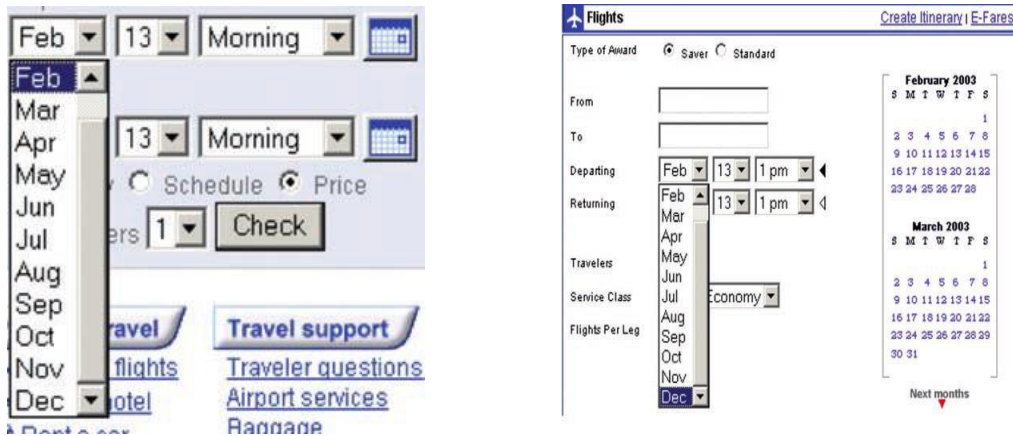 Feb 13 Morning
Feb
Mar
Apr
13 Morning
May
Schedule Price
Jun
Jul
1 Check
Aug
Sep
Oct
Travel support
Nov
flights Traveler questions
Dec
Airport services
Baggage
Flights Create Itinerary | E-Fares
Type of Award Saver Standard
From
To
Departing Feb 13 1 pm
Returning 13 1 pm
Feb
Mar
Apr
May
Jun
Jul
Aug
Sep
Oct
Nov
Dec
Travelers
Service Class Economy
Flights Per Leg
February 2003
S M T W T F S
1
2 3 4 5 6 7 8
9 10 11 12 13 14 15
16 17 18 19 20 21 22
23 24 25 26 27 28
March 2003
S M T W T F S
1
2 3 4 5 6 7 8
9 10 11 12 13 14 15
16 17 18 19 20 21 22
23 24 25 26 27 28 29
30 31
Next months